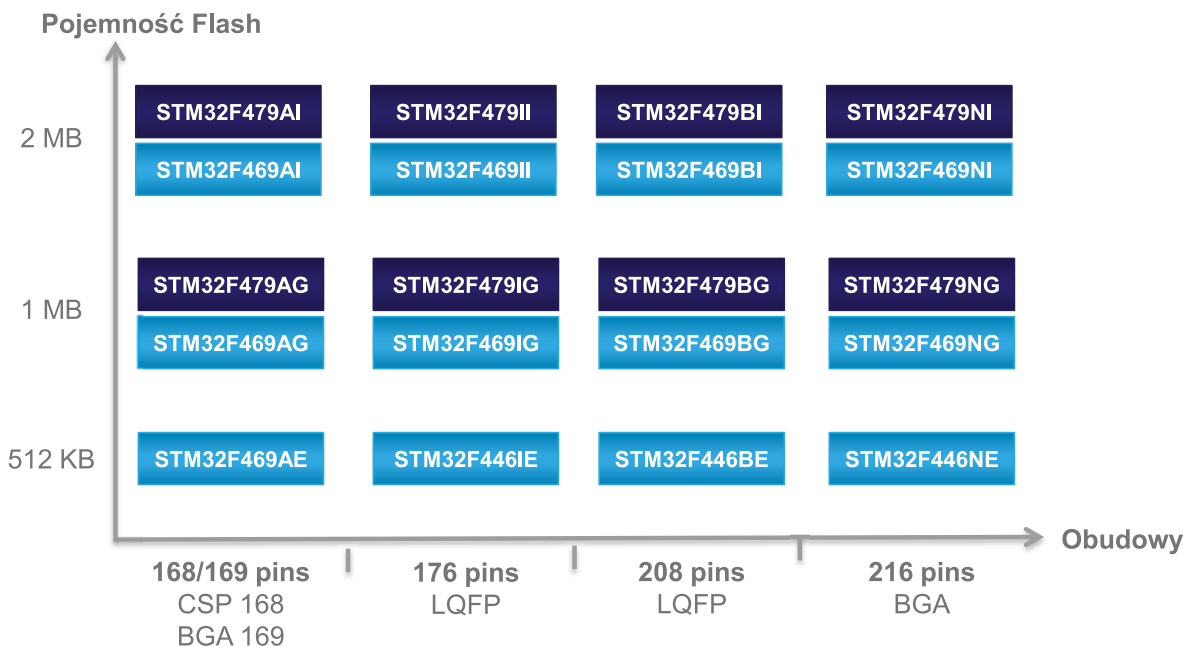 Pojemność Flash
STM32F479AI STM32F479II STM32F479BI STM32F479NI
2 MB
STM32F469AI STM32F469II STM32F469BI STM32F469NI
STM32F479AG STM32F479IG STM32F479BG STM32F479NG
1 MB
STM32F469AG STM32F469IG STM32F469BG STM32F469NG
512 KB STM32F469AE STM32F446IE STM32F446BE STM32F446NE
Obudowy
168/169 pins 176 pins 208 pins 216 pins
CSP 168 LQFP LQFP BGA
BGA 169